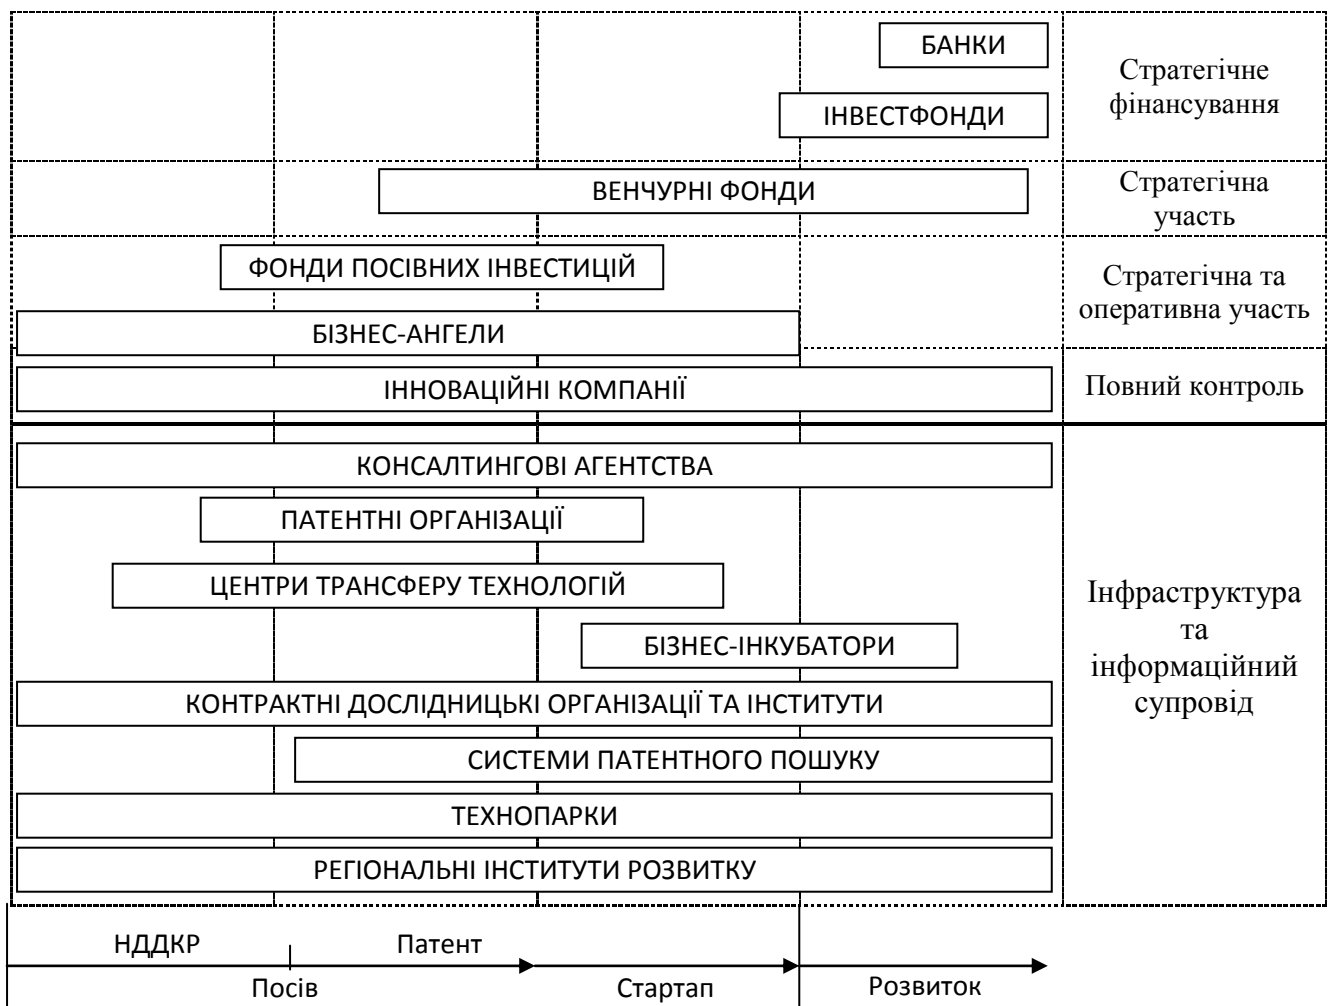 БАНКИ
Стратегічне
фінансування
ІНВЕСТФОНДИ
ВЕНЧУРНІ ФОНДИ
Стратегічна
участь
ФОНДИ ПОСІВНИХ ІНВЕСТИЦІЙ
Стратегічна та
оперативна участь
БІЗНЕС-АНГЕЛИ
ІННОВАЦІЙНІ КОМПАНІЇ
Повний контроль
КОНСАЛТИНГОВІ АГЕНТСТВА
ПАТЕНТНІ ОРГАНІЗАЦІЇ
ЦЕНТРИ ТРАНСФЕРУ ТЕХНОЛОГІЙ
БІЗНЕС-ІНКУБАТОРИ
КОНТРАКТНІ ДОСЛІДНИЦЬКІ ОРГАНІЗАЦІЇ ТА ІНСТИТУТИ
СИСТЕМИ ПАТЕНТНОГО ПОШУКУ
ТЕХНОПАРКИ
РЕГІОНАЛЬНІ ІНСТИТУТИ РОЗВИТКУ
Інфраструктура
та
інформаційний
супровід
НДДКР
Патент
Посів
Стартап
Розвиток